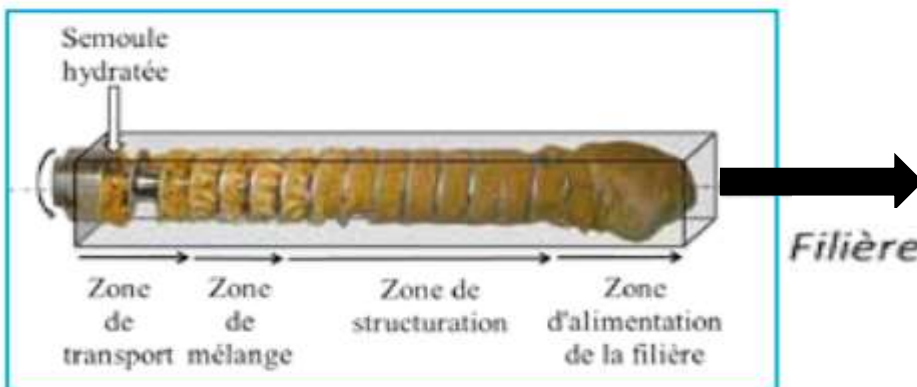 Semoule
hydratée
Filière
Zone
de
transport
Zone
de
mélange
Zone de
structuration
Zone
d'alimentation
de la filière